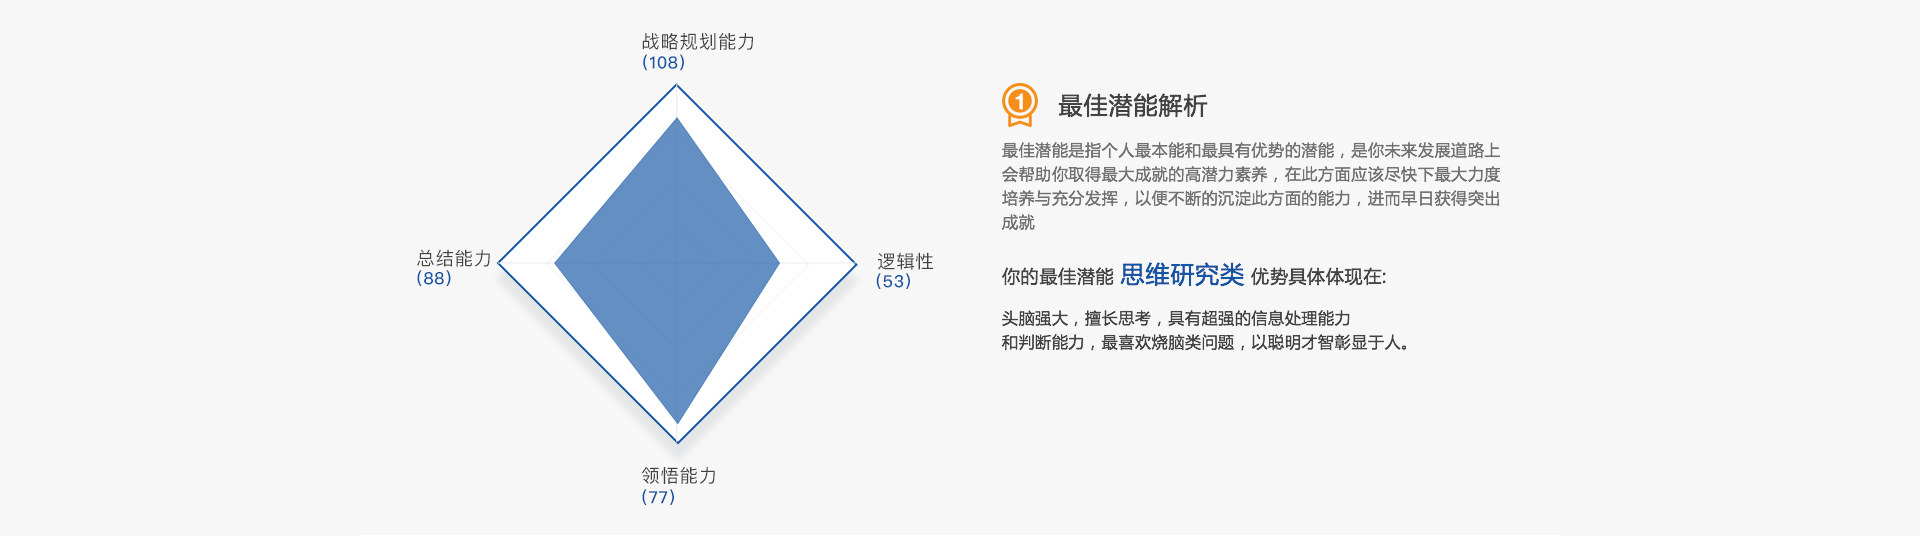 战略规划能力
(108)
总结能力
(88)
逻辑性
(53)
领悟能力
(77)
1
最佳潜能解析
最佳潜能是指个人最本能和最具有优势的潜能，是你未来发展道路上
会帮助你取得最大成就的高潜力素养，在此方面应该尽快下最大力度
培养与充分发挥，以便不断的沉淀此方面的能力，进而早日获得突出
成就
你的最佳潜能 思维研究类 优势具体体现在:
头脑强大，擅长思考，具有超强的信息处理能力
和判断能力，最喜欢烧脑类问题，以聪明才智彰显于人。